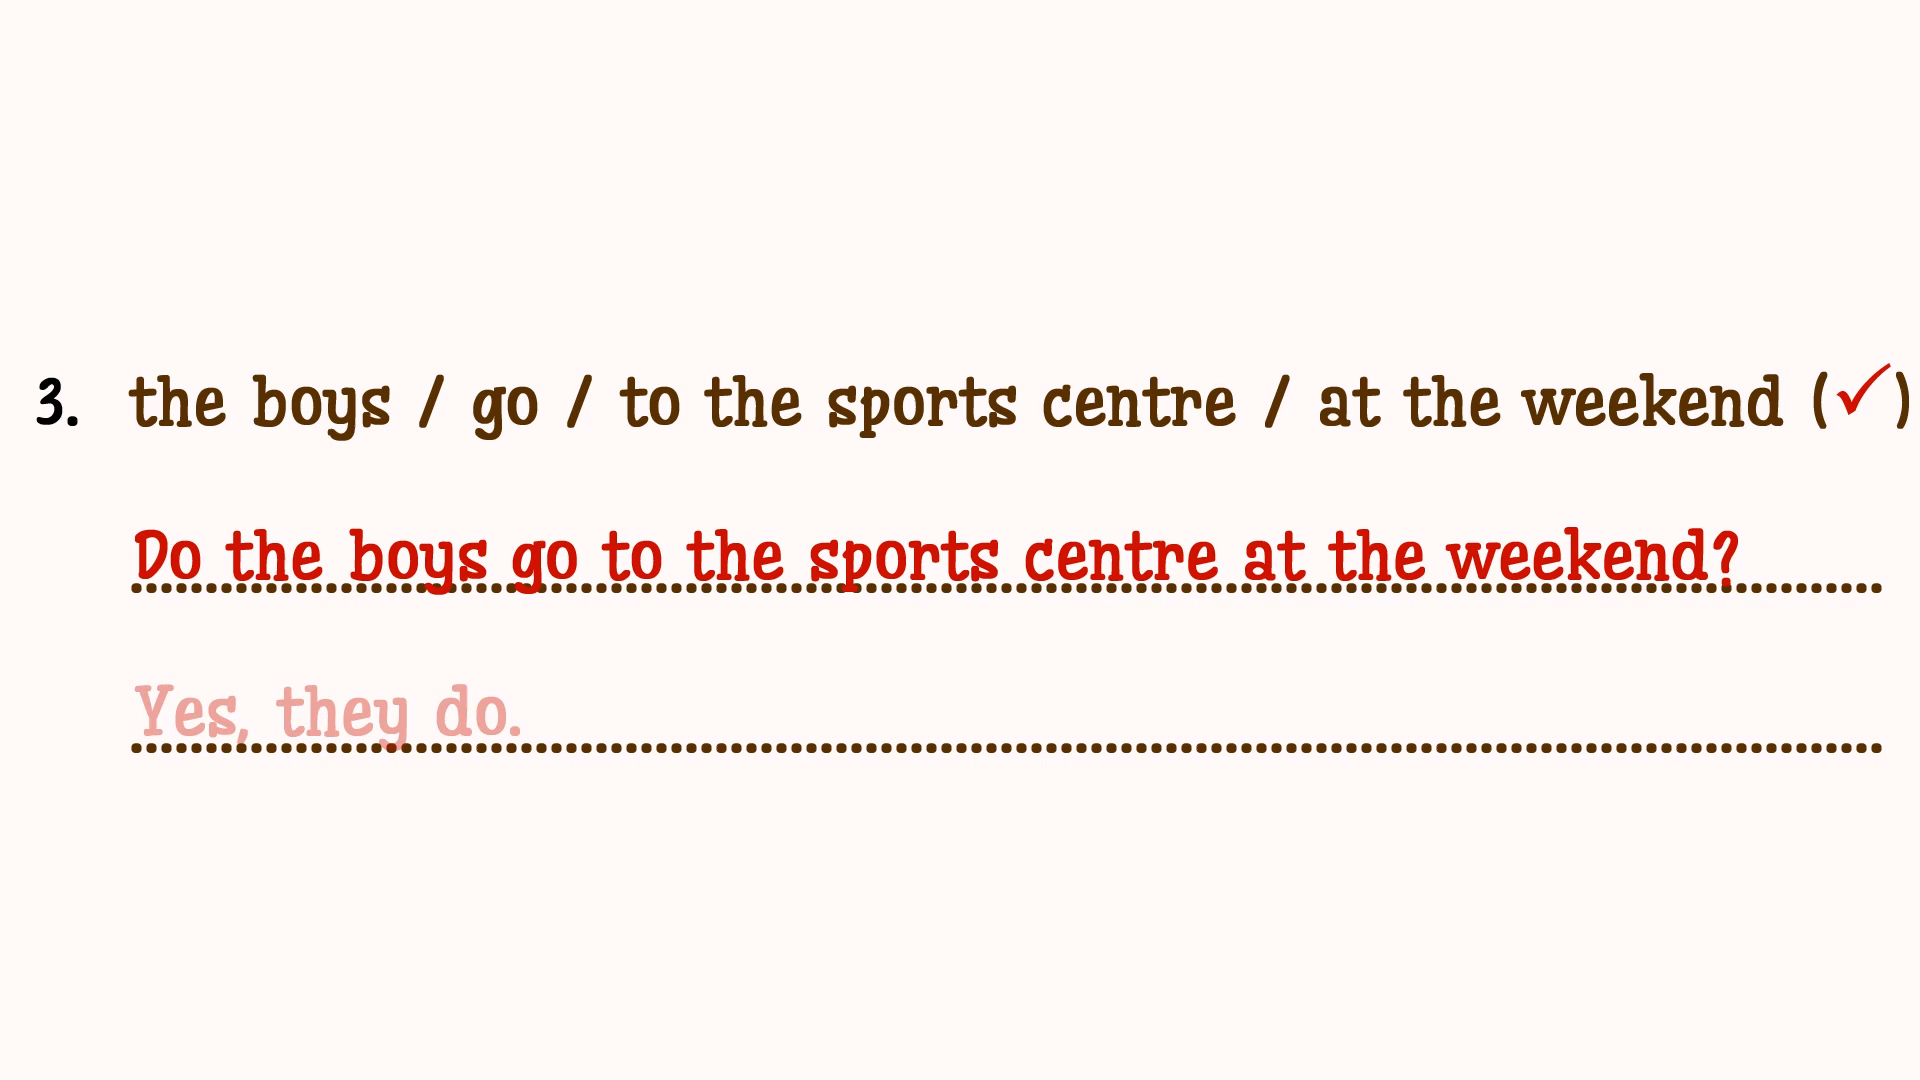 3. the boys / go / to the sports centre / at the weekend (✓)
Do the boys go to the sports centre at the weekend?
Yes, they do.